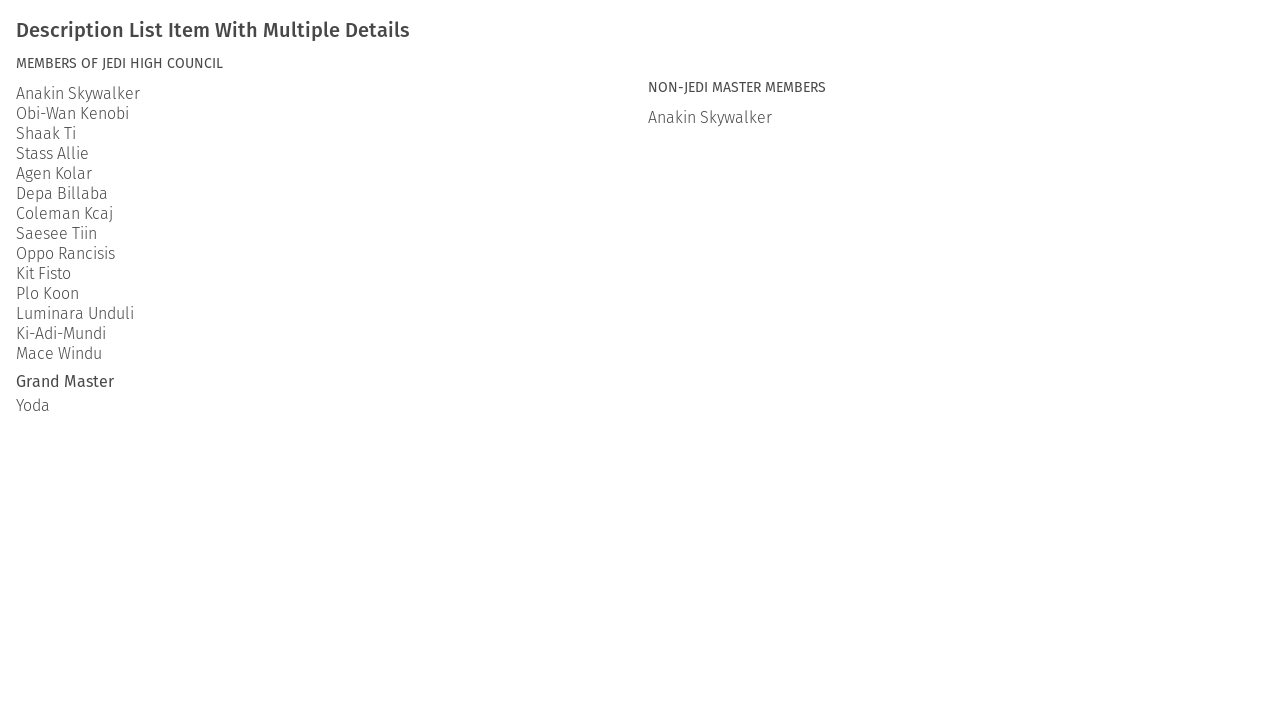 Description List Item With Multiple Details
MEMBERS OF JEDI HIGH COUNCIL
Anakin Skywalker
Obi-Wan Kenobi
Shaak Ti
Stass Allie
Agen Kolar
Depa Billaba
Coleman Kcaj
Saesee Tiin
Oppo Rancisis
Kit Fisto
Plo Koon
Luminara Unduli
Ki-Adi-Mundi
Mace Windu
Grand Master
Yoda
NON-JEDI MASTER MEMBERS
Anakin Skywalker